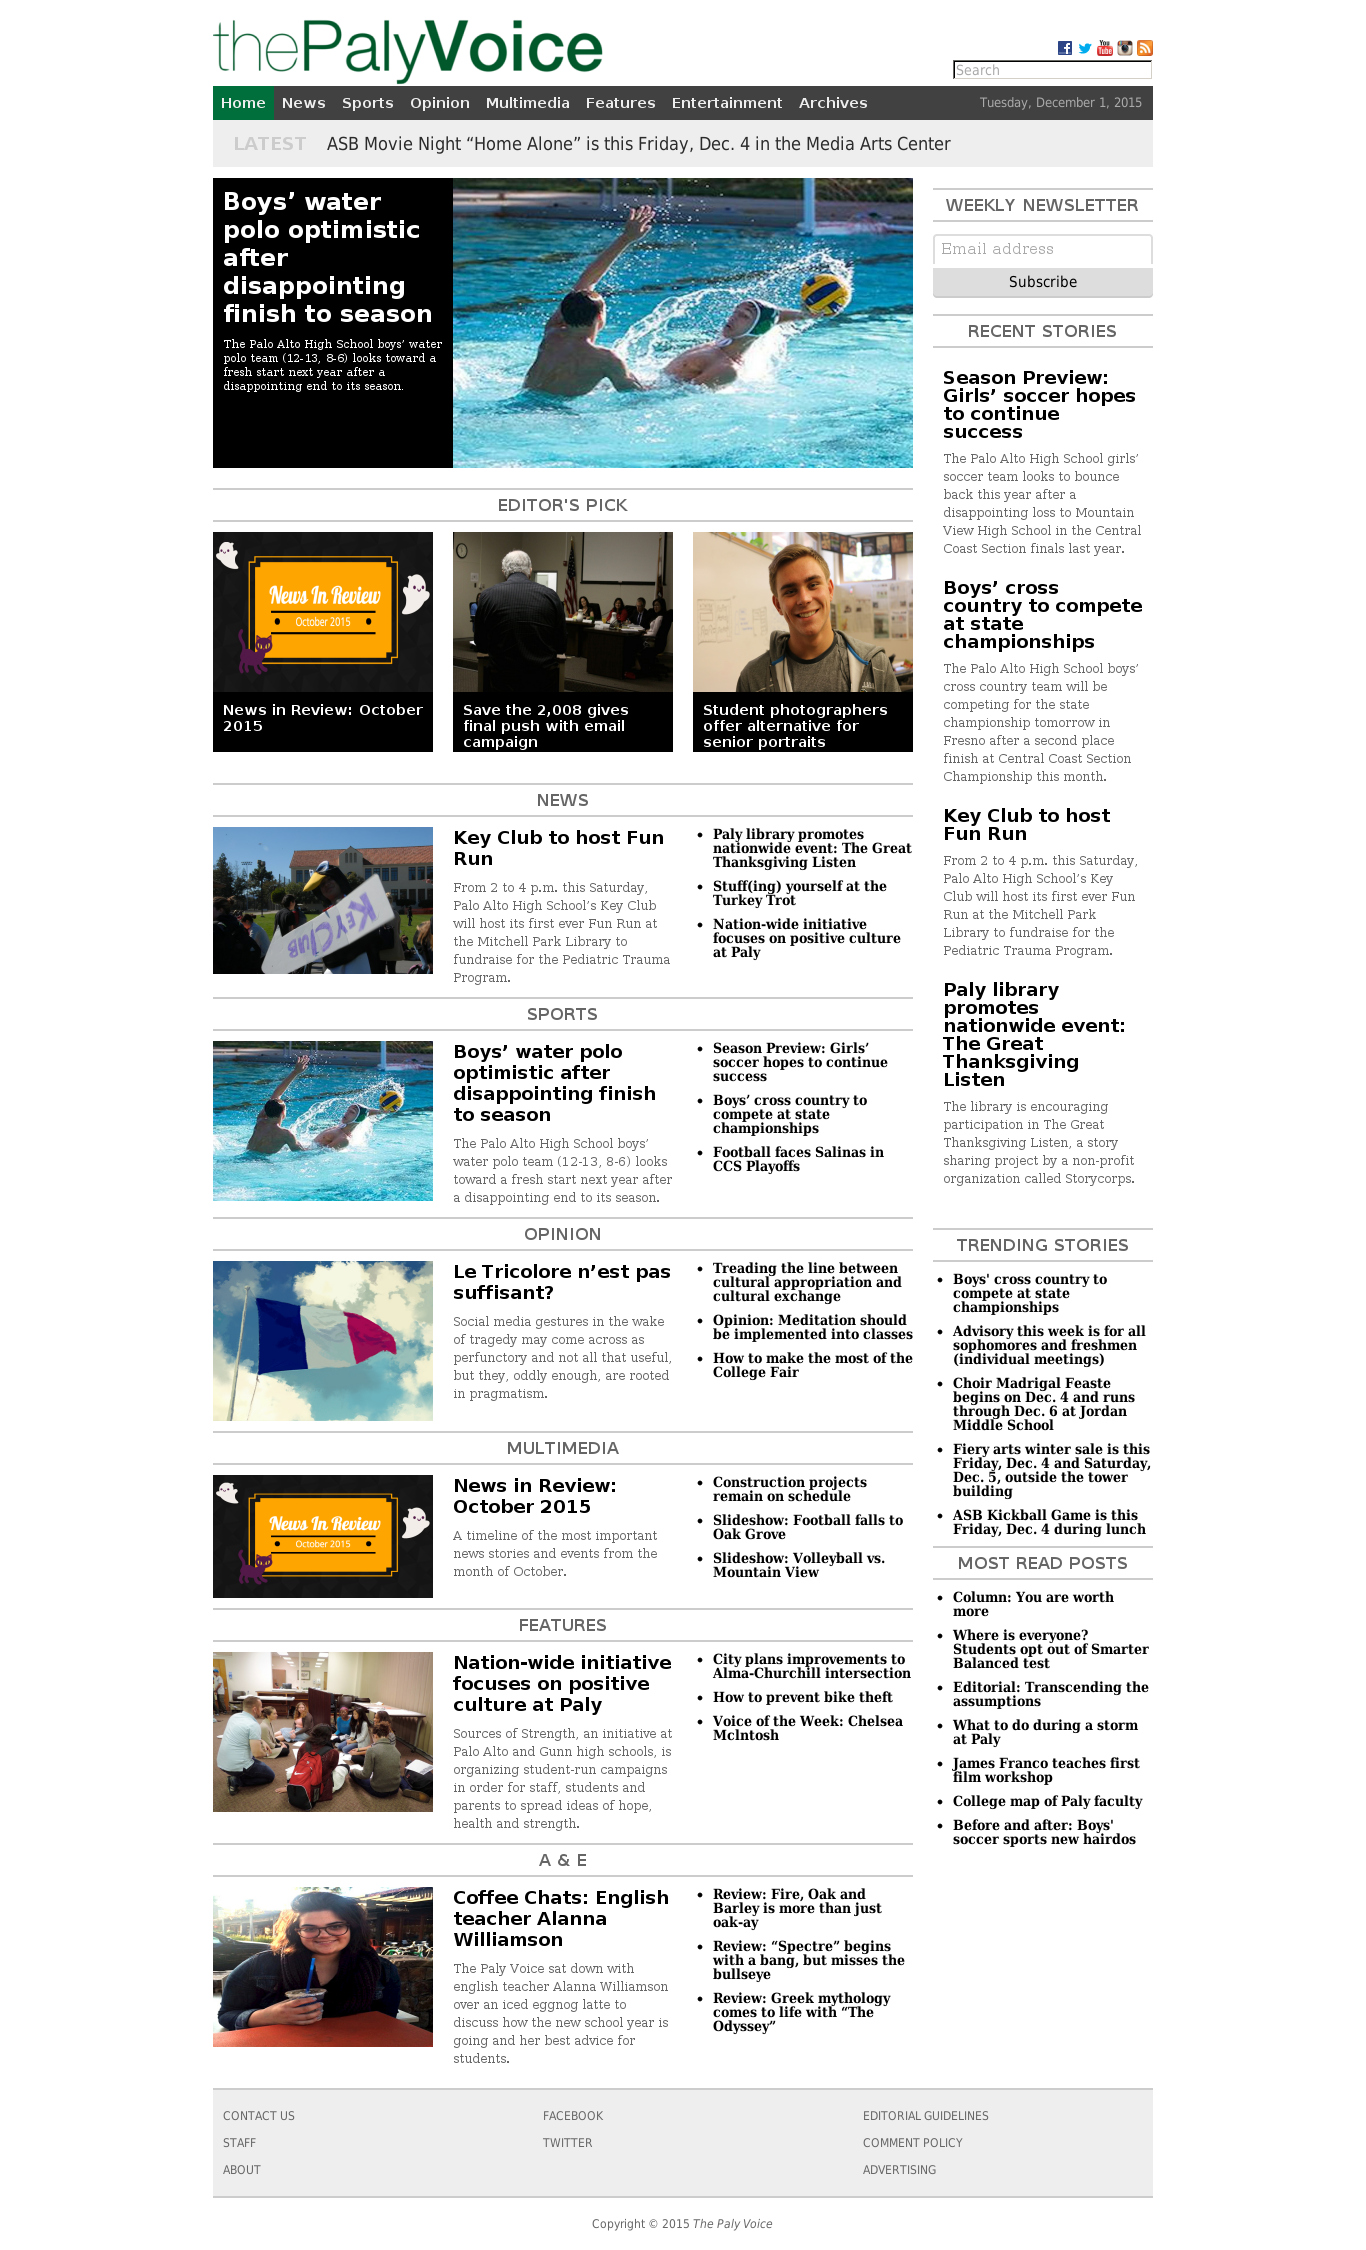 thePalyVoice
Search
Home News Sports Opinion Multimedia Features Entertainment Archives Tuesday, December 1, 2015
LATEST ASB Movie Night “Home Alone” is this Friday, Dec. 4 in the Media Arts Center
Boys’ water
polo optimistic
after
disappointing
finish to season
The Palo Alto High School boys’ water
polo team (12-13, 8-6) looks toward a
fresh start next year after a
disappointing end to its season.
EDITOR'S PICK
News In Review
October 2015
News in Review: October
2015
Save the 2,008 gives
final push with email
campaign
Student photographers
offer alternative for
senior portraits
NEWS
KEY CLUB
Key Club to host Fun
Run
From 2 to 4 p.m. this Saturday,
Palo Alto High School’s Key Club
will host its first ever Fun Run at
the Mitchell Park Library to
fundraise for the Pediatric Trauma
Program.
• Paly library promotes
nationwide event: The Great
Thanksgiving Listen
• Stuff(ing) yourself at the
Turkey Trot
• Nation-wide initiative
focuses on positive culture
at Paly
SPORTS
Boys’ water polo
optimistic after
disappointing finish
to season
The Palo Alto High School boys’
water polo team (12-13, 8-6) looks
toward a fresh start next year after
a disappointing end to its season.
• Season Preview: Girls’
soccer hopes to continue
success
• Boys’ cross country to
compete at state
championships
• Football faces Salinas in
CCS Playoffs
OPINION
Le Tricolore n’est pas
suffisant?
Social media gestures in the wake
of tragedy may come across as
perfunctory and not all that useful,
but they, oddly enough, are rooted
in pragmatism.
• Treading the line between
cultural appropriation and
cultural exchange
• Opinion: Meditation should
be implemented into classes
• How to make the most of the
College Fair
MULTIMEDIA
News In Review
October 2015
News in Review:
October 2015
A timeline of the most important
news stories and events from the
month of October.
• Construction projects
remain on schedule
• Slideshow: Football falls to
Oak Grove
• Slideshow: Volleyball vs.
Mountain View
FEATURES
Nation-wide initiative
focuses on positive
culture at Paly
Sources of Strength, an initiative at
Palo Alto and Gunn high schools, is
organizing student-run campaigns
in order for staff, students and
parents to spread ideas of hope,
health and strength.
• City plans improvements to
Alma-Churchill intersection
• How to prevent bike theft
• Voice of the Week: Chelsea
McIntosh
A & E
Coffee Chats: English
teacher Alanna
Williamson
The Paly Voice sat down with
english teacher Alanna Williamson
over an iced eggnog latte to
discuss how the new school year is
going and her best advice for
students.
• Review: Fire, Oak and
Barley is more than just
oak-ay
• Review: “Spectre” begins
with a bang, but misses the
bullseye
• Review: Greek mythology
comes to life with “The
Odyssey”
WEEKLY NEWSLETTER
Email address
Subscribe
RECENT STORIES
Season Preview:
Girls’ soccer hopes
to continue
success
The Palo Alto High School girls’
soccer team looks to bounce
back this year after a
disappointing loss to Mountain
View High School in the Central
Coast Section finals last year.
Boys’ cross
country to compete
at state
championships
The Palo Alto High School boys’
cross country team will be
competing for the state
championship tomorrow in
Fresno after a second place
finish at Central Coast Section
Championship this month.
Key Club to host
Fun Run
From 2 to 4 p.m. this Saturday,
Palo Alto High School’s Key
Club will host its first ever Fun
Run at the Mitchell Park
Library to fundraise for the
Pediatric Trauma Program.
Paly library
promotes
nationwide event:
The Great
Thanksgiving
Listen
The library is encouraging
participation in The Great
Thanksgiving Listen, a story
sharing project by a non-profit
organization called Storycorps.
TRENDING STORIES
• Boys' cross country to
compete at state
championships
• Advisory this week is for all
sophomores and freshmen
(individual meetings)
• Choir Madrigal Feaste
begins on Dec. 4 and runs
through Dec. 6 at Jordan
Middle School
• Fiery arts winter sale is this
Friday, Dec. 4 and Saturday,
Dec. 5, outside the tower
building
• ASB Kickball Game is this
Friday, Dec. 4 during lunch
MOST READ POSTS
• Column: You are worth
more
• Where is everyone?
Students opt out of Smarter
Balanced test
• Editorial: Transcending the
assumptions
• What to do during a storm
at Paly
• James Franco teaches first
film workshop
• College map of Paly faculty
• Before and after: Boys'
soccer sports new hairdos
CONTACT US FACEBOOK EDITORIAL GUIDELINES
STAFF TWITTER COMMENT POLICY
ABOUT ADVERTISING
Copyright © 2015 The Paly Voice